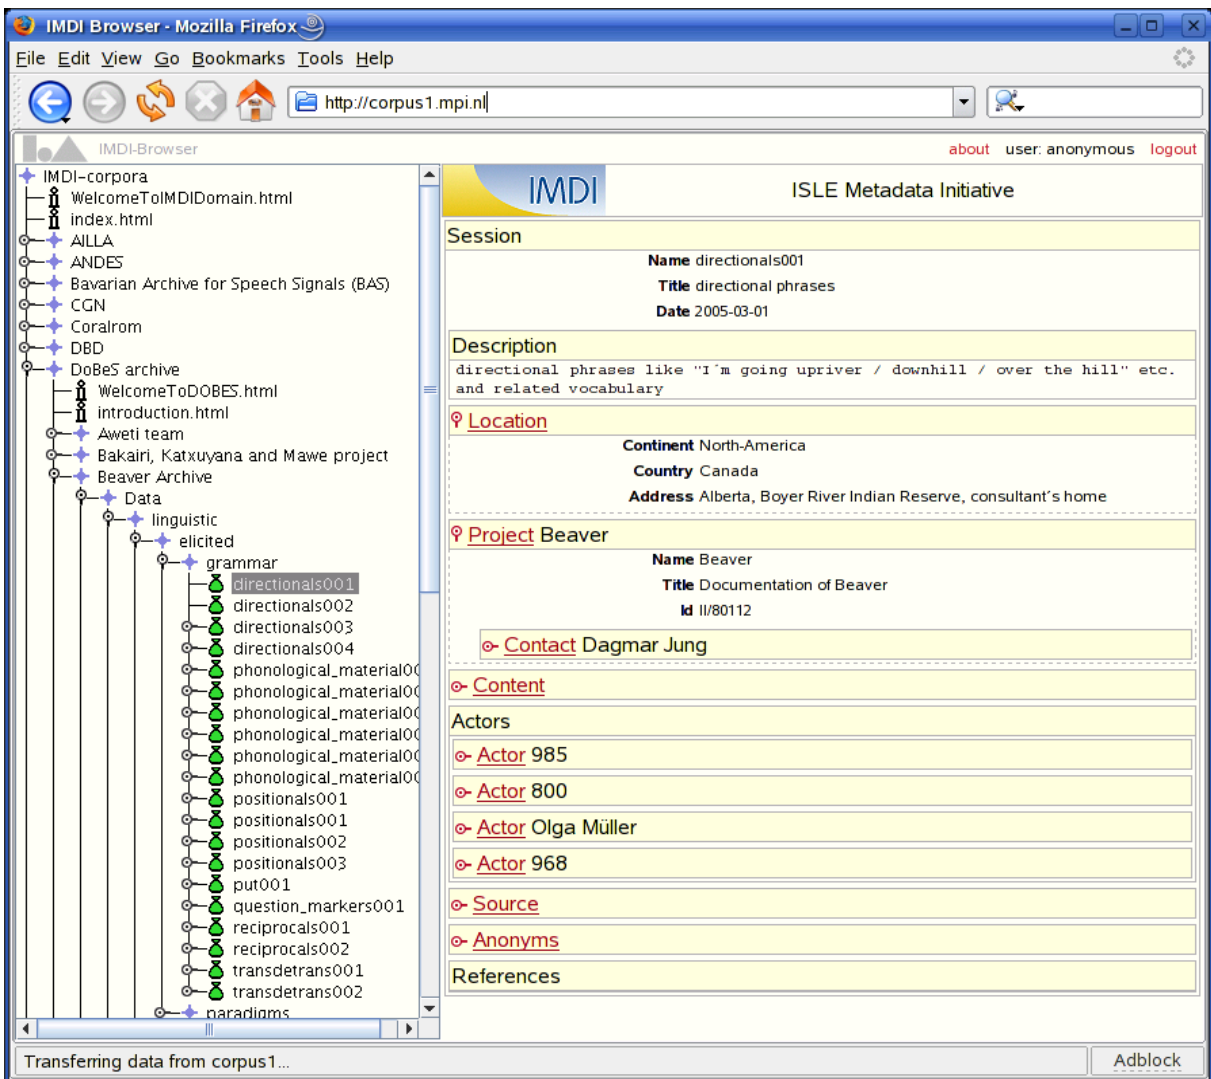 IMDI Browser - Mozilla Firefox
File Edit View Go Bookmarks Tools Help
http://corpus1.mpi.nl
IMDI-Browser
about user: anonymous logout
IMDI-corpora
WelcomeToIMDIDomain.html
index.html
AILLA
ANDES
Bavarian Archive for Speech Signals (BAS)
CGN
Coralrom
DBD
DoBeS archive
WelcomeToDOBES.html
introduction.html
Aweti team
Bakairi, Katxuyana and Mawe project
Beaver Archive
Data
linguistic
elicited
grammar
directionals001
directionals002
directionals003
directionals004
phonological_material00
phonological_material00
phonological_material00
phonological_material00
phonological_material00
phonological_material00
positionals001
positionals001
positionals002
positionals003
put001
question_markers001
reciprocals001
reciprocals002
transdetrans001
transdetrans002
paradigms
IMDI
ISLE Metadata Initiative
Session
Name directionals001
Title directional phrases
Date 2005-03-01
Description
directional phrases like "I´m going upriver / downhill / over the hill" etc.
and related vocabulary
Location
Continent North-America
Country Canada
Address Alberta, Boyer River Indian Reserve, consultant´s home
Project Beaver
Name Beaver
Title Documentation of Beaver
Id II/80112
Contact Dagmar Jung
Content
Actors
Actor 985
Actor 800
Actor Olga Müller
Actor 968
Source
Anonyms
References
Transferring data from corpus1...
Adblock